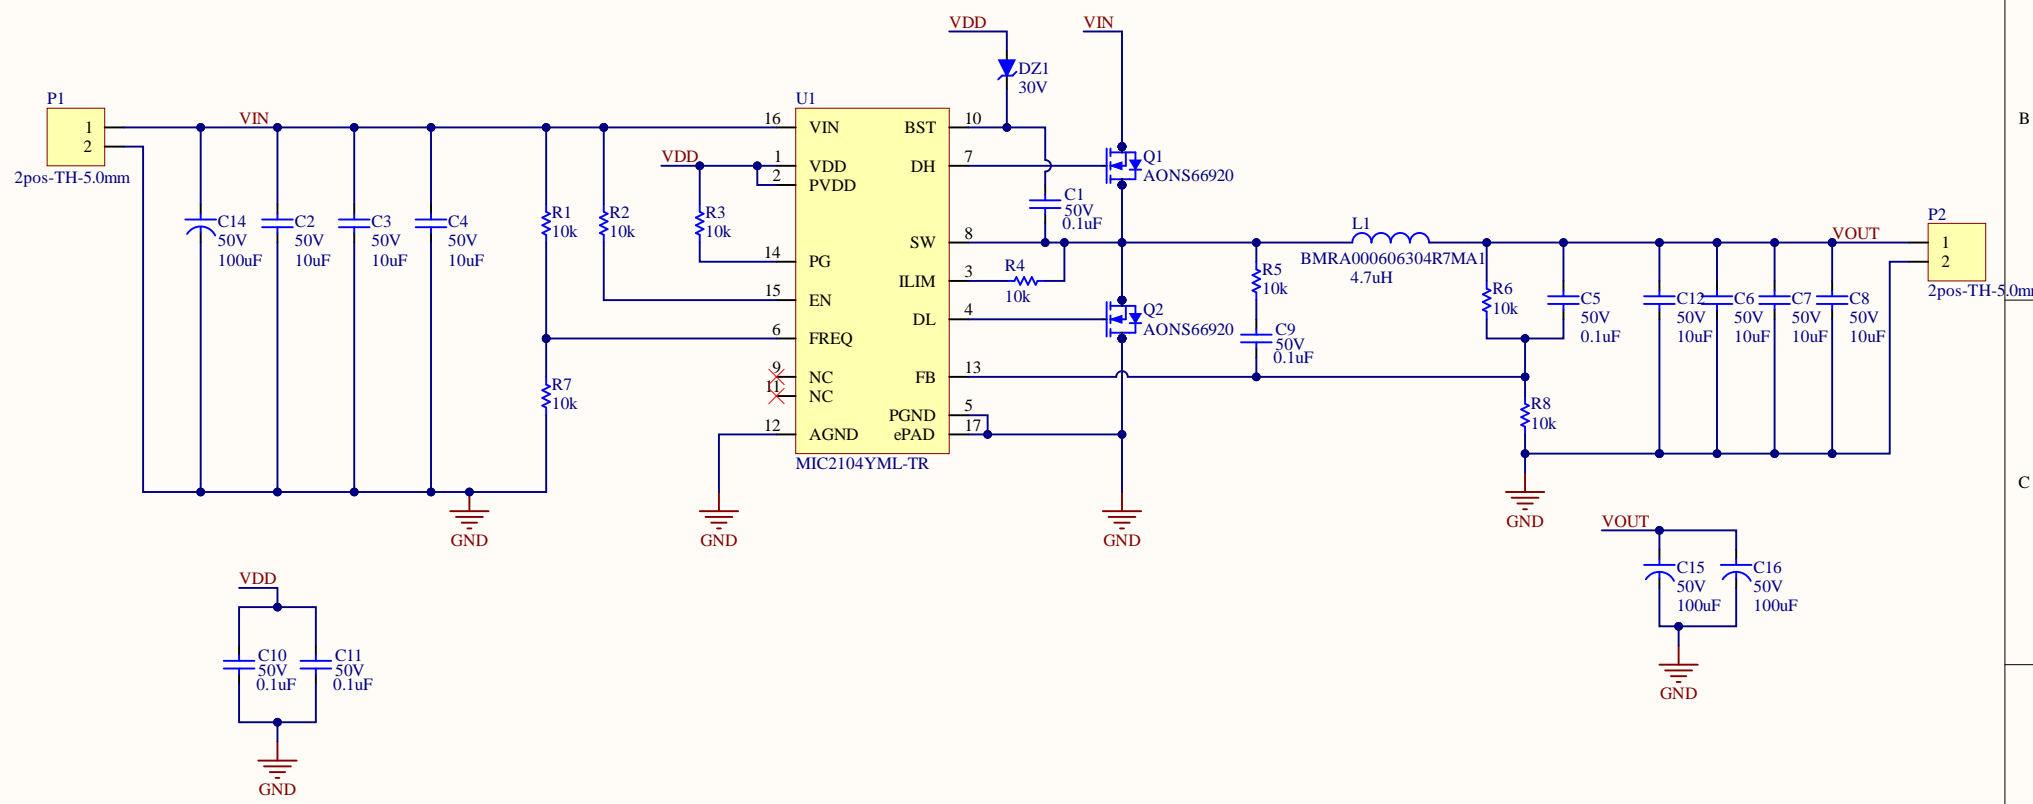 VDD
VIN
DZ1
30V
B
P1
1
2
2pos-TH-5.0mm
VIN
U1
16
VIN
BST
10
VDD
1
VDD
DH
7
2
PVDD
Q1
AONS66920
C14
50V
100uF
C2
50V
10uF
C3
50V
10uF
C4
50V
10uF
R1
10k
R2
10k
R3
10k
C1
50V
0.1uF
14
PG
SW
8
15
EN
ILIM
3
R4
10k
6
FREQ
DL
4
Q2
AONS66920
9
NC
FB
13
11
NC
PGND
5
12
AGND
ePAD
17
MIC2104YML-TR
R7
10k
R5
10k
C9
50V
0.1uF
L1
BMRA000606304R7MA1
4.7uH
R6
10k
C5
50V
0.1uF
C12
50V
10uF
C6
50V
10uF
C7
50V
10uF
C8
50V
10uF
VOUT
P2
1
2
2pos-TH-5.0mm
R8
10k
C
GND
GND
GND
GND
VOUT
C15
50V
100uF
C16
50V
100uF
GND
VDD
C10
50V
0.1uF
C11
50V
0.1uF
GND